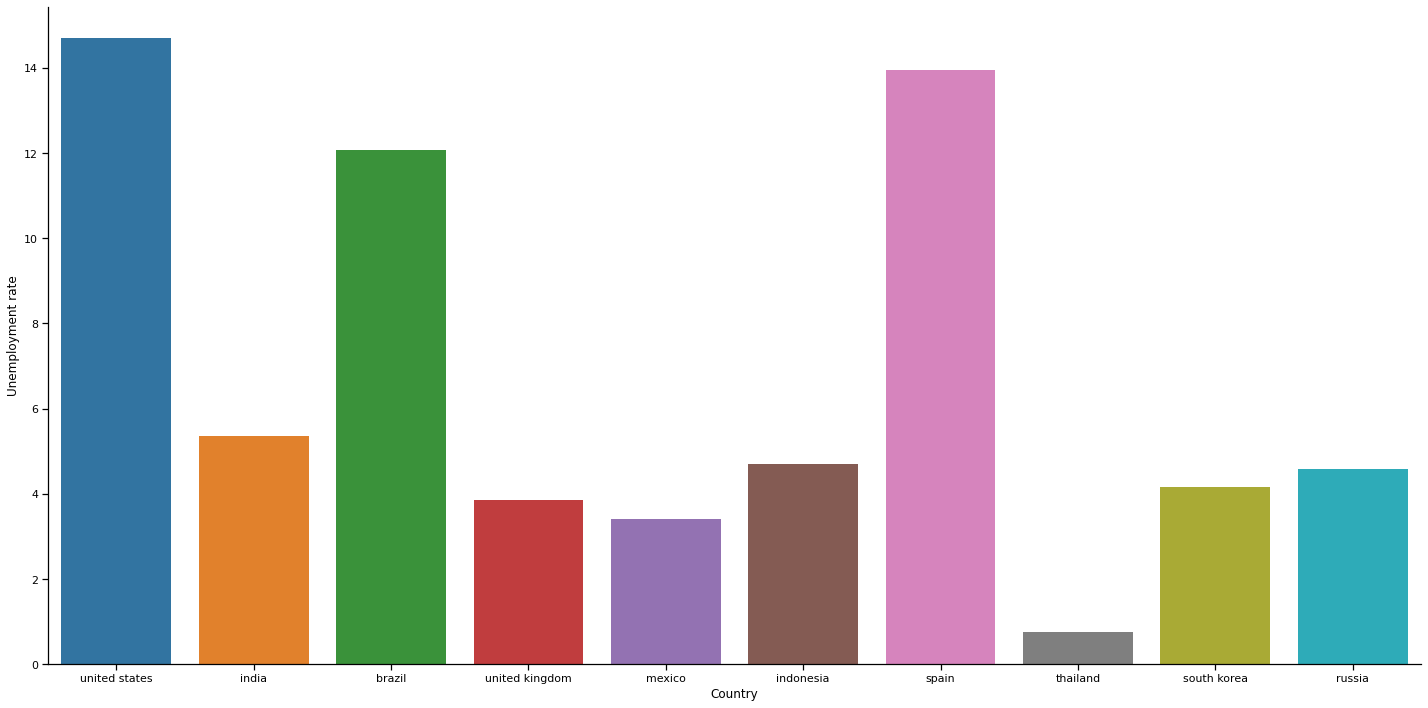 14
12
10
8
6
4
2
0
Unemployment rate
united states india brazil united kingdom mexico indonesia spain thailand south korea russia
Country